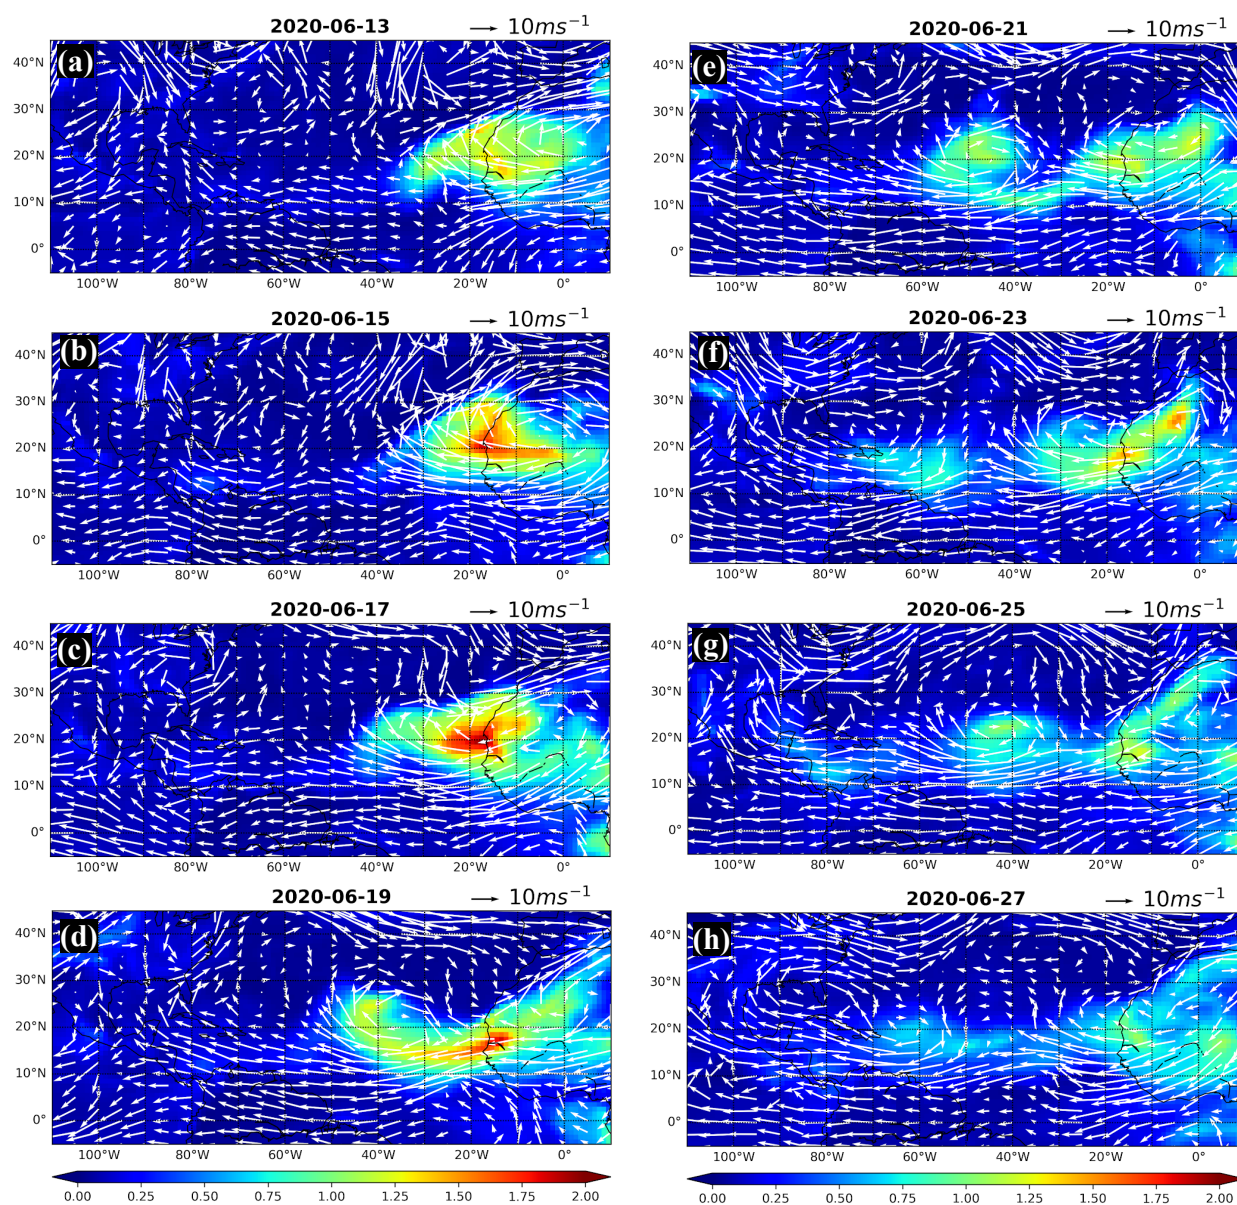 2020-06-13 10ms⁻¹
(a)
40°N
30°N
20°N
10°N
0°
100°W 80°W 60°W 40°W 20°W 0°
2020-06-15 10ms⁻¹
(b)
40°N
30°N
20°N
10°N
0°
100°W 80°W 60°W 40°W 20°W 0°
2020-06-17 10ms⁻¹
(c)
40°N
30°N
20°N
10°N
0°
100°W 80°W 60°W 40°W 20°W 0°
2020-06-19 10ms⁻¹
(d)
40°N
30°N
20°N
10°N
0°
100°W 80°W 60°W 40°W 20°W 0°
0.00 0.25 0.50 0.75 1.00 1.25 1.50 1.75 2.00
2020-06-21 10ms⁻¹
(e)
40°N
30°N
20°N
10°N
0°
100°W 80°W 60°W 40°W 20°W 0°
2020-06-23 10ms⁻¹
(f)
40°N
30°N
20°N
10°N
0°
100°W 80°W 60°W 40°W 20°W 0°
2020-06-25 10ms⁻¹
(g)
40°N
30°N
20°N
10°N
0°
100°W 80°W 60°W 40°W 20°W 0°
2020-06-27 10ms⁻¹
(h)
40°N
30°N
20°N
10°N
0°
100°W 80°W 60°W 40°W 20°W 0°
0.00 0.25 0.50 0.75 1.00 1.25 1.50 1.75 2.00